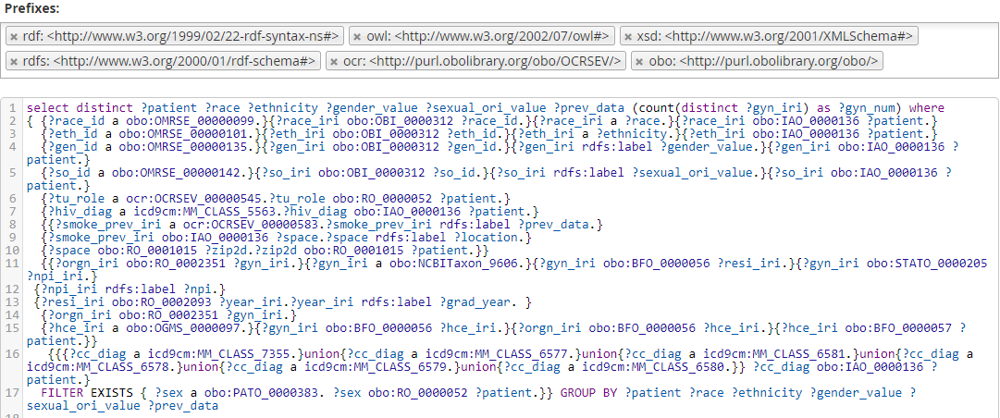 Prefixes:
× rdf: <http://www.w3.org/1999/02/22-rdf-syntax-ns#> × owl: <http://www.w3.org/2002/07/owl#> × xsd: <http://www.w3.org/2001/XMLSchema#>
× rdfs: <http://www.w3.org/2000/01/rdf-schema#> × ocr: <http://purl.obolibrary.org/obo/OCRSEV/> × obo: <http://purl.obolibrary.org/obo/>
1 select distinct ?patient ?race ?ethnicity ?gender_value ?sexual_ori_value ?prev_data (count(distinct ?gyn_iri) as ?gyn_num) where
2 { {?race_id a obo:OMRSE_00000099.}{?race_iri obo:OBI_0000312 ?race_id.}{?race_iri a ?race.}{?race_iri obo:IAO_0000136 ?patient.}
3 {?eth_id a obo:OMRSE_00000101.}{?eth_iri obo:OBI_0000312 ?eth_id.}{?eth_iri a ?ethnicity.}{?eth_iri obo:IAO_0000136 ?patient.}
4 {?gen_id a obo:OMRSE_00000135.}{?gen_iri obo:OBI_0000312 ?gen_id.}{?gen_iri rdfs:label ?gender_value.}{?gen_iri obo:IAO_0000136 ?
patient.}
5 {?so_id a obo:OMRSE_00000142.}{?so_iri obo:OBI_0000312 ?so_id.}{?so_iri rdfs:label ?sexual_ori_value.}{?so_iri obo:IAO_0000136 ?
patient.}
6 {?tu_role a ocr:OCRSEV_00000545.?tu_role obo:RO_0000052 ?patient.}
7 {?hiv_diag a icd9cm:MM_CLASS_5563.?hiv_diag obo:IAO_0000136 ?patient.}
8 {{?smoke_prev_iri a ocr:OCRSEV_00000583.?smoke_prev_iri rdfs:label ?prev_data.}
9 {?smoke_prev_iri obo:IAO_0000136 ?space.?space rdfs:label ?location.}
10 {?space obo:RO_0001015 ?zip2d.?zip2d obo:RO_0001015 ?patient.}}
11 {{?orgn_iri obo:RO_0002351 ?gyn_iri.}{?gyn_iri a obo:NCBITaxon_9606.}{?gyn_iri obo:BFO_0000056 ?resi_iri.}{?gyn_iri obo:STATO_0000205
?npi_iri.}
12 {?npi_iri rdfs:label ?npi.}
13 {?resi_iri obo:RO_0002093 ?year_iri.?year_iri rdfs:label ?grad_year. }
14 {?orgn_iri obo:RO_0002351 ?gyn_iri.}
15 {?hce_iri a obo:OGMS_0000097.}{?gyn_iri obo:BFO_0000056 ?hce_iri.}{?orgn_iri obo:BFO_0000056 ?hce_iri.}{?hce_iri obo:BFO_0000057 ?
patient.}}
16 {{{?cc_diag a icd9cm:MM_CLASS_7355.}union{?cc_diag a icd9cm:MM_CLASS_6577.}union{?cc_diag a icd9cm:MM_CLASS_6581.}union{?cc_diag a
icd9cm:MM_CLASS_6578.}union{?cc_diag a icd9cm:MM_CLASS_6579.}union{?cc_diag a icd9cm:MM_CLASS_6580.}} ?cc_diag obo:IAO_0000136 ?
patient.}
17 FILTER EXISTS { ?sex a obo:PATO_0000383. ?sex obo:RO_0000052 ?patient.}} GROUP BY ?patient ?race ?ethnicity ?gender_value ?
sexual_ori_value ?prev_data